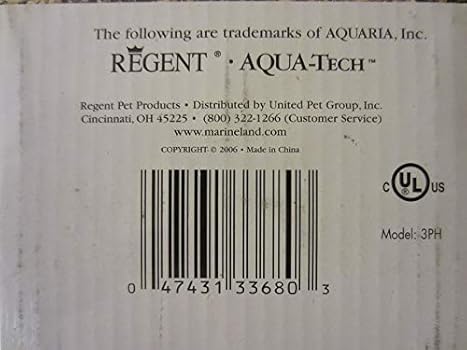 The following are trademarks of AQUARIA, Inc.
REGENT® · AQUA-TECH™
Regent Pet Products • Distributed by United Pet Group, Inc.
Cincinnati, OH 45225 • (800) 322-1266 (Customer Service)
www.marineland.com
COPYRIGHT © 2006 • Made in China
C UL US
Model: 3PH
0 47431 33680 3